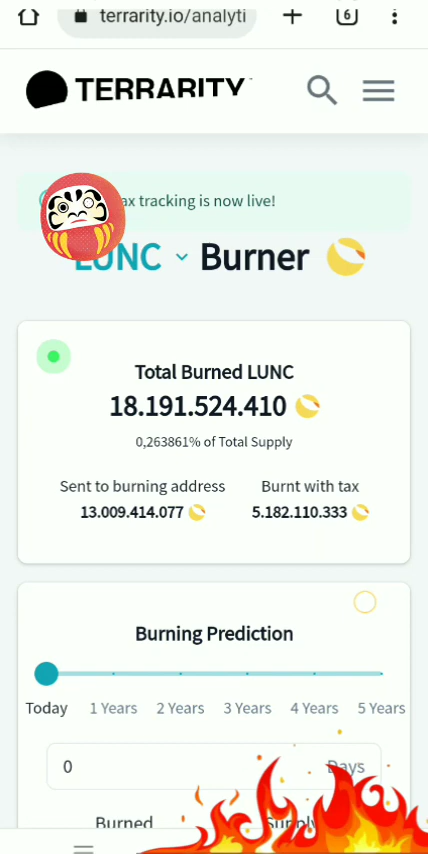 terrarity.io/analyti
6
TERRARITY
ax tracking is now live!
LUNC Burner
Total Burned LUNC
18.191.524.410
0,263861% of Total Supply
Sent to burning address Burnt with tax
13.009.414.077 5.182.110.333
Burning Prediction
Today 1 Years 2 Years 3 Years 4 Years 5 Years
0 Days
Burned Supply